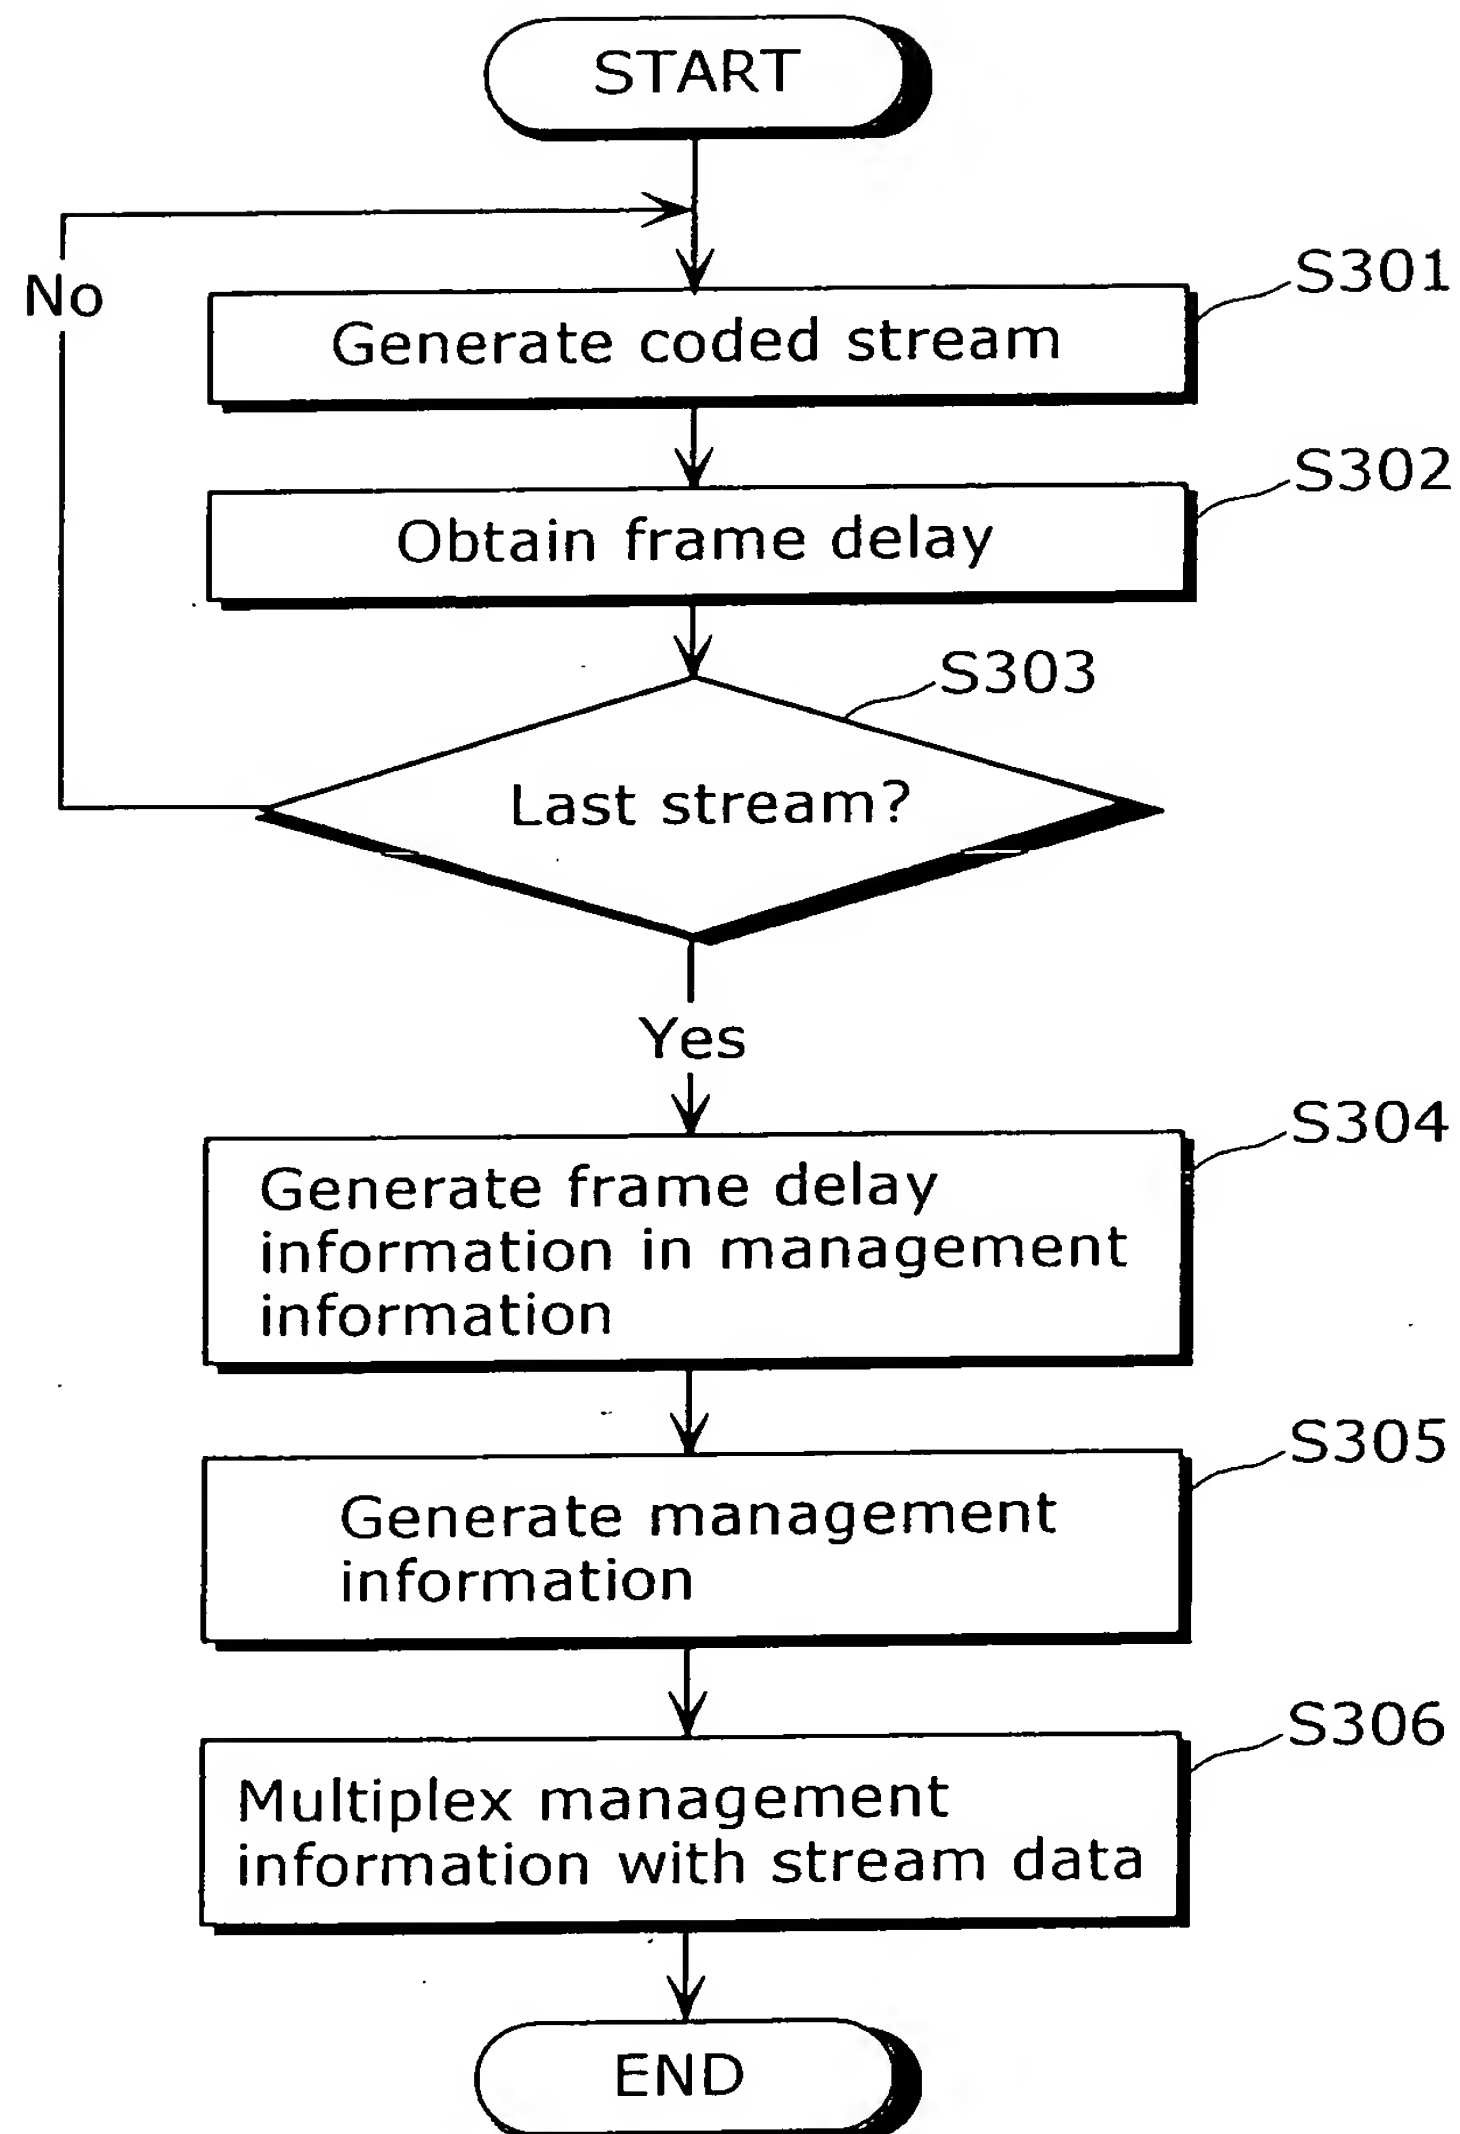 START
No
S301
Generate coded stream
S302
Obtain frame delay
S303
Last stream?
Yes
S304
Generate frame delay
information in management
information
S305
Generate management
information
S306
Multiplex management
information with stream data
END